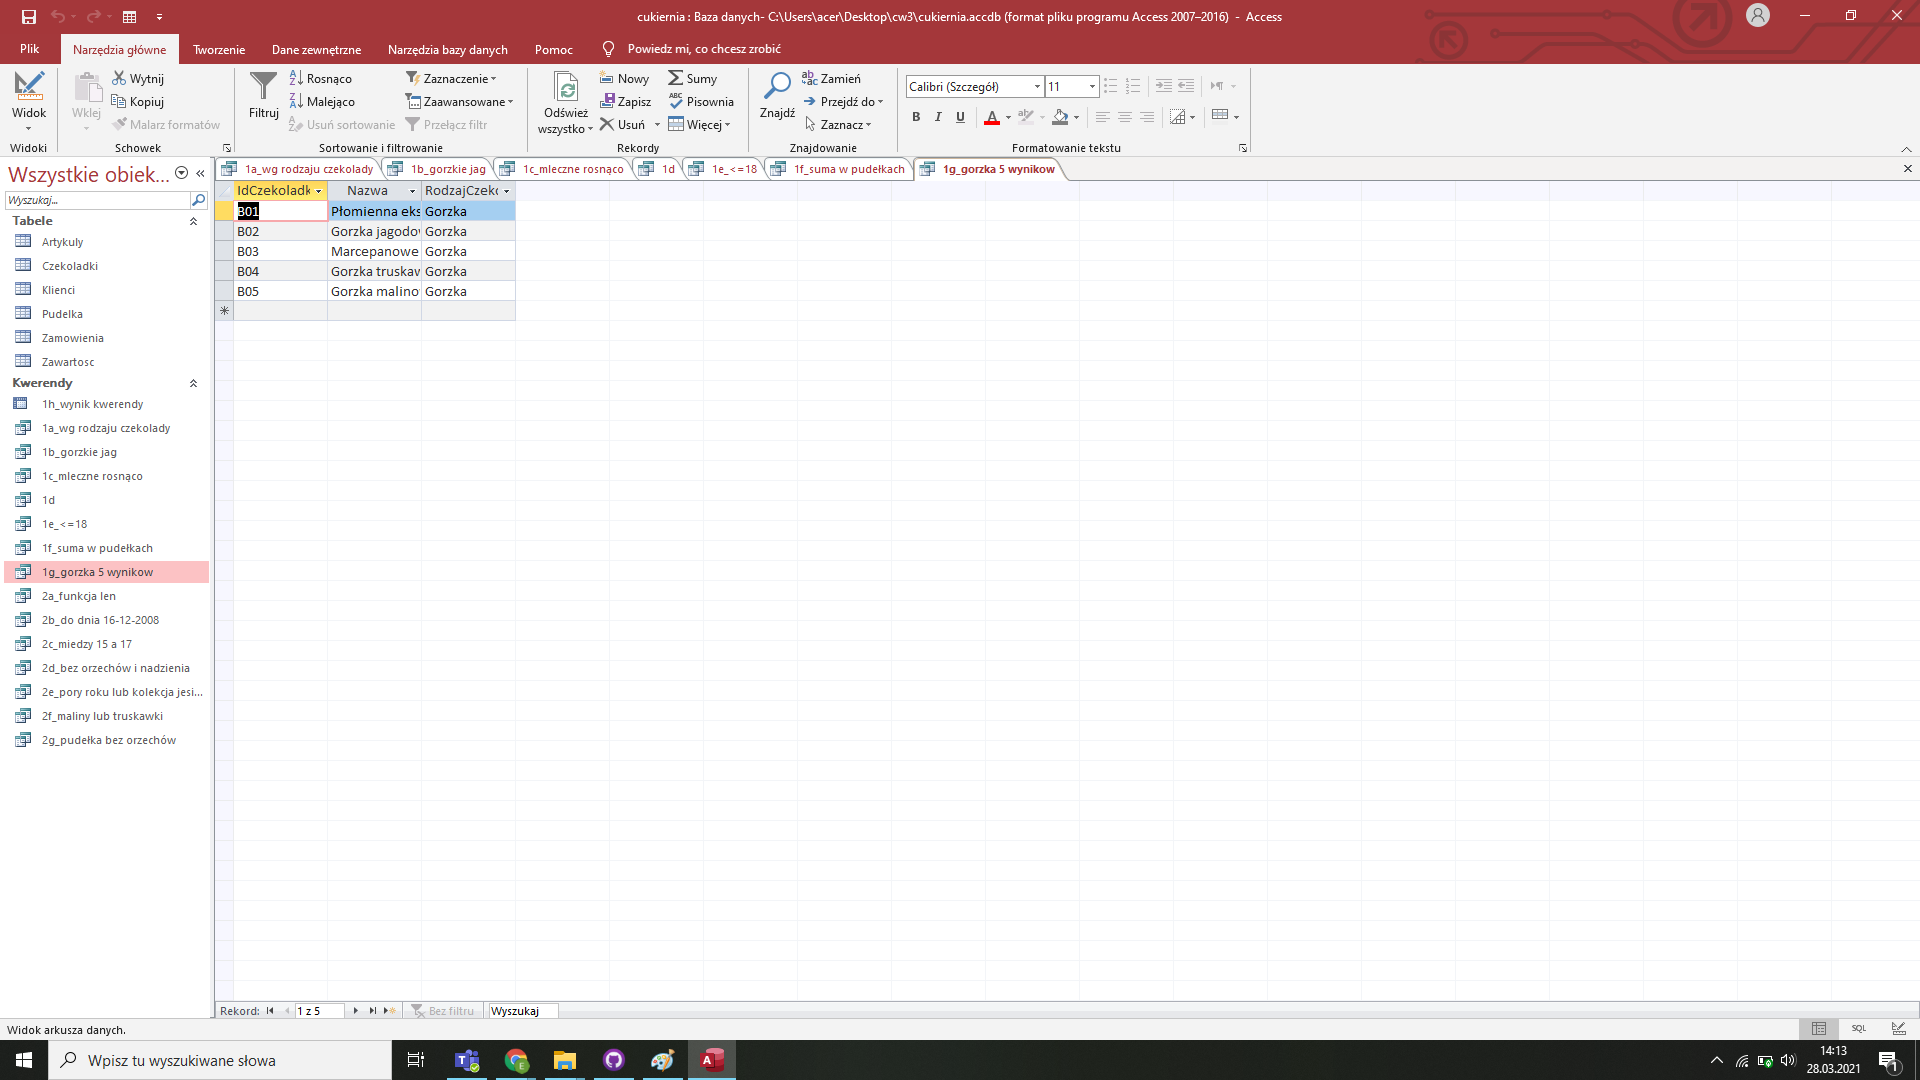 cukiernia : Baza danych- C:\Users\acer\Desktop\cw3\cukiernia.accdb (format pliku programu Access 2007–2016) - Access
Plik Narzędzia główne Tworzenie Dane zewnętrzne Narzędzia bazy danych Pomoc Powiedz mi, co chcesz zrobić
Widok
Widoki
Wklej
Wytnij
Kopiuj
Malarz formatów
Schowek
Filtruj
Rosnąco
Malejąco
Usuń sortowanie
Zaznaczenie
Zaawansowane
Przełącz filtr
Sortowanie i filtrowanie
Odśwież
wszystko
Nowy
Zapisz
Usuń
Sumy
Pisownia
Więcej
Rekordy
Znajdź
Zamień
Przejdź do
Zaznacz
Znajdowanie
Calibri (Szczegół) 11
B I U
Formatowanie tekstu
Wszystkie obiek...
Wyszukaj...
Tabele
Artykuly
Czekoladki
Klienci
Pudelka
Zamowienia
Zawartosc
Kwerendy
1h_wynik kwerendy
1a_wg rodzaju czekolady
1b_gorzkie jag
1c_mleczne rosnąco
1d
1e_<=18
1f_suma w pudełkach
1g_gorzka 5 wynikow
2a_funkcja len
2b_do dnia 16-12-2008
2c_miedzy 15 a 17
2d_bez orzechów i nadzienia
2e_pory roku lub kolekcja jesi...
2f_maliny lub truskawki
2g_pudełka bez orzechów
1a_wg rodzaju czekolady 1b_gorzkie jag 1c_mleczne rosnąco 1d 1e_<=18 1f_suma w pudełkach 1g_gorzka 5 wynikow
IdCzekoladk Nazwa RodzajCzeko
B01 Płomienna eks Gorzka
B02 Gorzka jagodo Gorzka
B03 Marcepanowe Gorzka
B04 Gorzka truskaw Gorzka
B05 Gorzka malino Gorzka
Rekord: 1 z 5 Bez filtru Wyszukaj
Widok arkusza danych.
SQL
Wpisz tu wyszukiwane słowa
14:13
28.03.2021
1